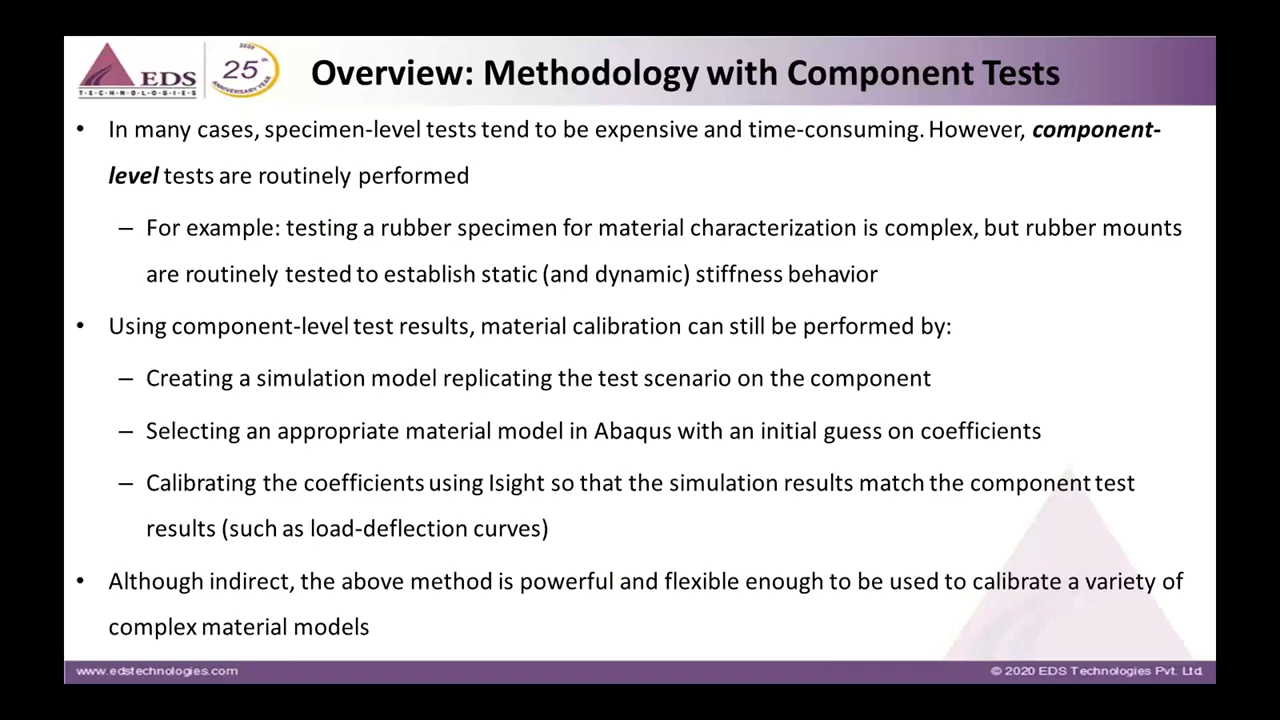 EDS
T•E•C•H•N•O•L•O•G•I•E•S
2020
25th
ANNIVERSARY YEAR
Overview: Methodology with Component Tests
• In many cases, specimen-level tests tend to be expensive and time-consuming. However, component-
level tests are routinely performed
– For example: testing a rubber specimen for material characterization is complex, but rubber mounts
are routinely tested to establish static (and dynamic) stiffness behavior
• Using component-level test results, material calibration can still be performed by:
– Creating a simulation model replicating the test scenario on the component
– Selecting an appropriate material model in Abaqus with an initial guess on coefficients
– Calibrating the coefficients using Isight so that the simulation results match the component test
results (such as load-deflection curves)
• Although indirect, the above method is powerful and flexible enough to be used to calibrate a variety of
complex material models
www.edstechnologies.com
© 2020 EDS Technologies Pvt. Ltd.